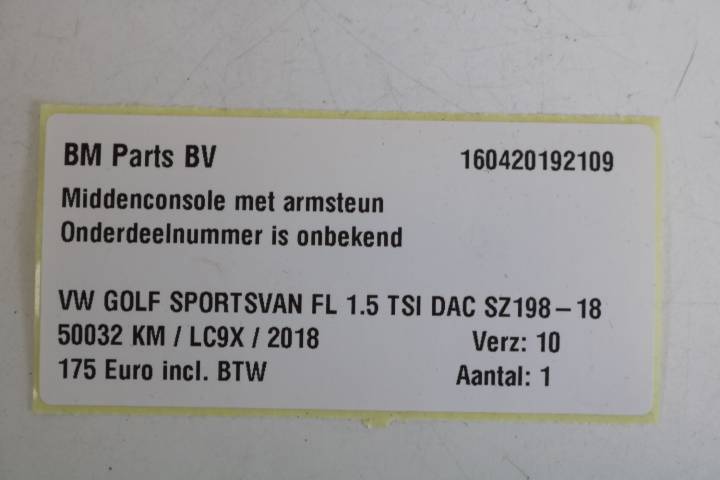 BM Parts BV 160420192109
Middenconsole met armsteun
Onderdeelnummer is onbekend
VW GOLF SPORTSVAN FL 1.5 TSI DAC SZ198-18
50032 KM / LC9X / 2018 Verz: 10
175 Euro incl. BTW Aantal: 1